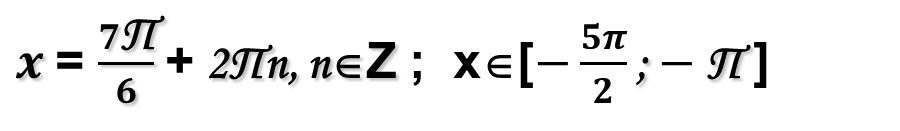 x = 7π/6 + 2πn, n∈Z ; x∈[− 5π/2 ; − π]